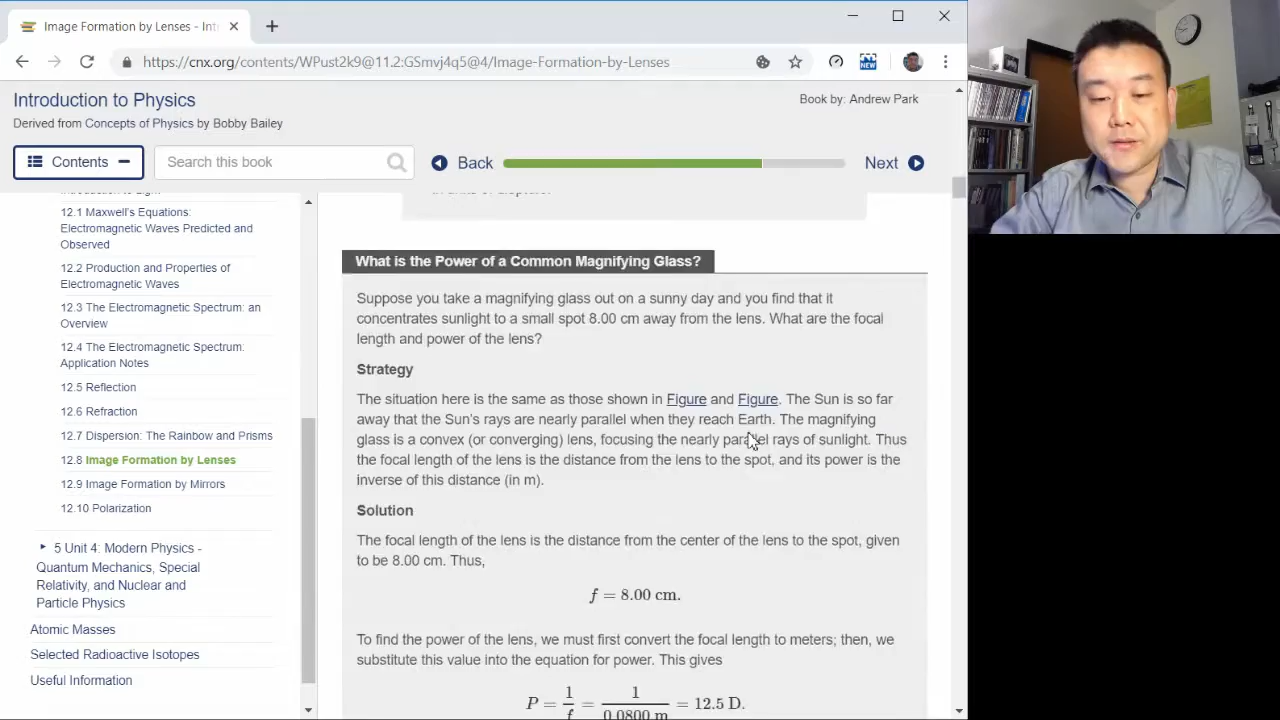 Image Formation by Lenses - Int
https://cnx.org/contents/WPust2k9@11.2:GSmvj4q5@4/Image-Formation-by-Lenses
NEW
Introduction to Physics
Book by: Andrew Park
Derived from Concepts of Physics by Bobby Bailey
Contents
Search this book
Back
Next
12.1 Maxwell's Equations:
Electromagnetic Waves Predicted and
Observed
12.2 Production and Properties of
Electromagnetic Waves
12.3 The Electromagnetic Spectrum: an
Overview
12.4 The Electromagnetic Spectrum:
Application Notes
12.5 Reflection
12.6 Refraction
12.7 Dispersion: The Rainbow and Prisms
12.8 Image Formation by Lenses
12.9 Image Formation by Mirrors
12.10 Polarization
5 Unit 4: Modern Physics -
Quantum Mechanics, Special
Relativity, and Nuclear and
Particle Physics
Atomic Masses
Selected Radioactive Isotopes
Useful Information
What is the Power of a Common Magnifying Glass?
Suppose you take a magnifying glass out on a sunny day and you find that it
concentrates sunlight to a small spot 8.00 cm away from the lens. What are the focal
length and power of the lens?
Strategy
The situation here is the same as those shown in Figure and Figure. The Sun is so far
away that the Sun's rays are nearly parallel when they reach Earth. The magnifying
glass is a convex (or converging) lens, focusing the nearly parallel rays of sunlight. Thus
the focal length of the lens is the distance from the lens to the spot, and its power is the
inverse of this distance (in m).
Solution
The focal length of the lens is the distance from the center of the lens to the spot, given
to be 8.00 cm. Thus,
f = 8.00 cm.
To find the power of the lens, we must first convert the focal length to meters; then, we
substitute this value into the equation for power. This gives
P = 1/f = 1/0.0800 m = 12.5 D.